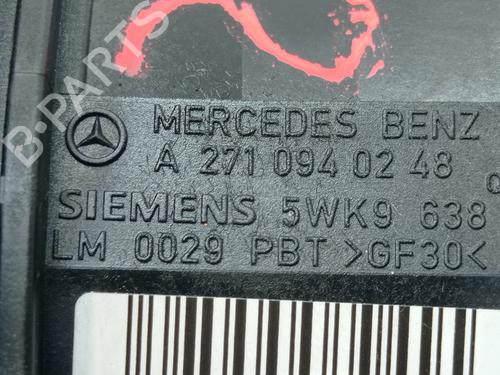 B-PARTS
MERCEDES BENZ
A 271 094 02 48
SIEMENS 5WK9 638
LM 0029 PBT >GF30<